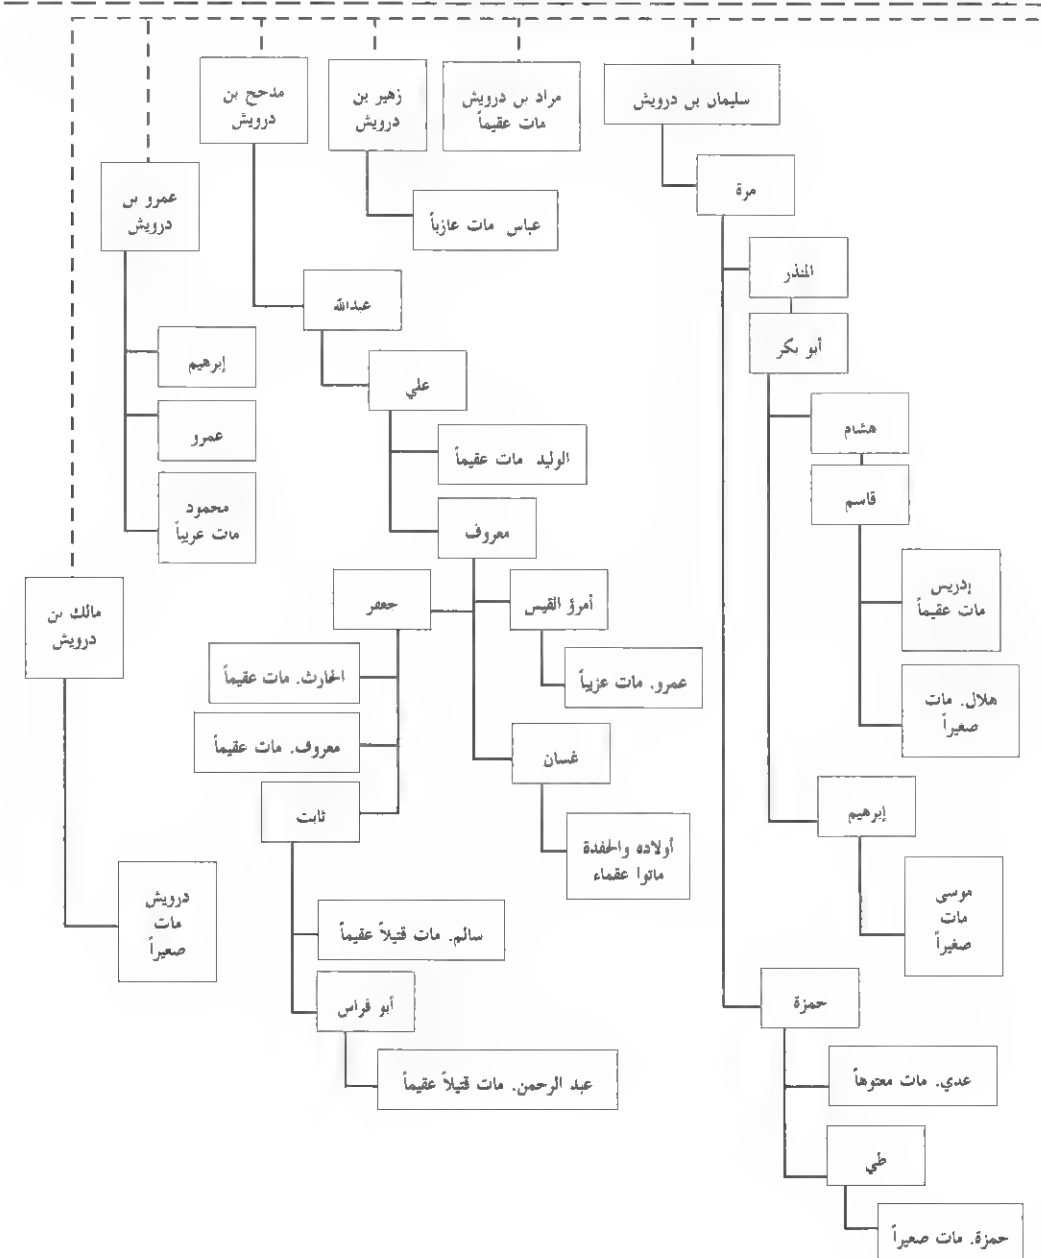 سليمان بن درويش
مرة
المنذر
أبو بكر
هشام
قاسم
إدريس
مات عقيماً
هلال. مات
صغيراً
إبرهيم
موسى
مات
صغيراً
حمزة
عدي. مات معتوهاً
طي
حمزة. مات صغيراً
مراد بن درويش
مات عقيماً
زهير بن
درويش
عباس مات عازباً
مدحج بن
درويش
عبدالله
علي
الوليد مات عقيماً
معروف
أمرؤ القيس
عمرو. مات عزيباً
غسان
أولاده والحفدة
ماتوا عقماء
جعفر
الحارث. مات عقيماً
معروف. مات عقيماً
ثابت
سالم. مات قتيلاً عقيماً
أبو فراس
عبد الرحمن. مات قتيلاً عقيماً
عمرو بن
درويش
إبرهيم
عمرو
محمود
مات عزيباً
مالك بن
درويش
درويش
مات
صغيراً